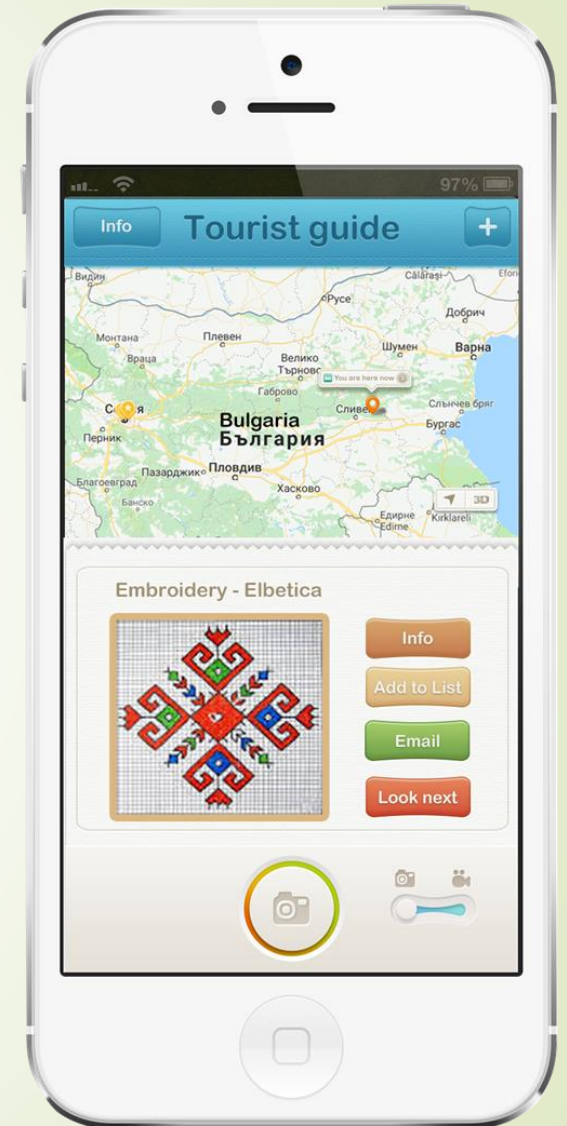 97%
Info
Tourist guide
+
Видин
Călărași
Русе
Добрич
Монтана
Плевен
Шумен
Варна
Враца
Велико
Търново
You are here now
Габрово
Сливен
Слънчев бряг
Bulgaria
България
Бургас
Перник
Пазарджик
Пловдив
Благоевград
Хасково
3D
Банско
Едирне
Edirne
Kırklareli
Embroidery - Elbetica
Info
Add to List
Email
Look next